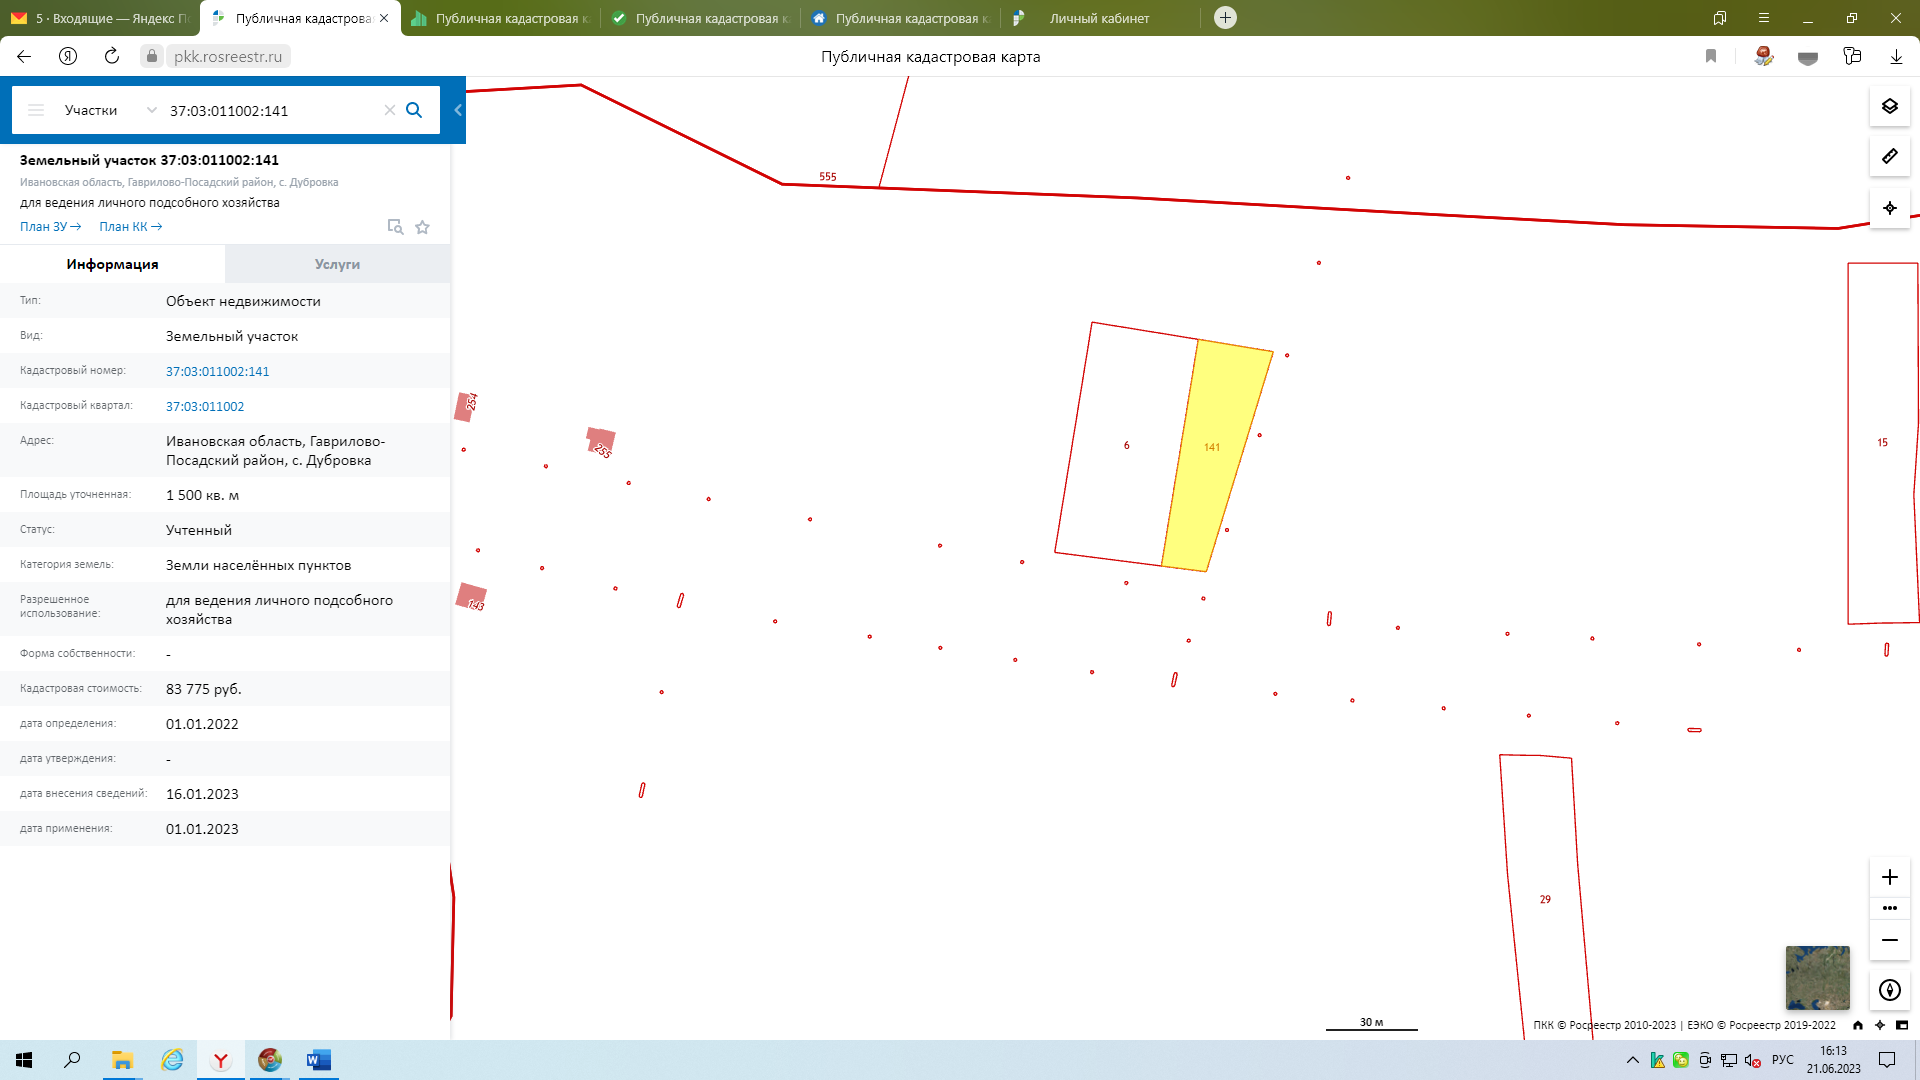 5 · Входящие — Яндекс П
Публичная кадастрова
Публичная кадастровая к
Публичная кадастровая к
Публичная кадастровая к
Личный кабинет
pkk.rosreestr.ru
Публичная кадастровая карта
Участки
37:03:011002:141
Земельный участок 37:03:011002:141
Ивановская область, Гаврилово-Посадский район, с. Дубровка
для ведения личного подсобного хозяйства
План ЗУ →
План КК →
Информация
Услуги
Тип: Объект недвижимости
Вид: Земельный участок
Кадастровый номер: 37:03:011002:141
Кадастровый квартал: 37:03:011002
Адрес: Ивановская область, Гаврилово-
Посадский район, с. Дубровка
Площадь уточненная: 1 500 кв. м
Статус: Учтенный
Категория земель: Земли населённых пунктов
Разрешенное использование: для ведения личного подсобного
хозяйства
Форма собственности: -
Кадастровая стоимость: 83 775 руб.
дата определения: 01.01.2022
дата утверждения: -
дата внесения сведений: 16.01.2023
дата применения: 01.01.2023
555
254
255
6
141
15
143
29
30 м
ПКК © Росреестр 2010-2023 | ЕЭКО © Росреестр 2019-2022
РУС
16:13
21.06.2023